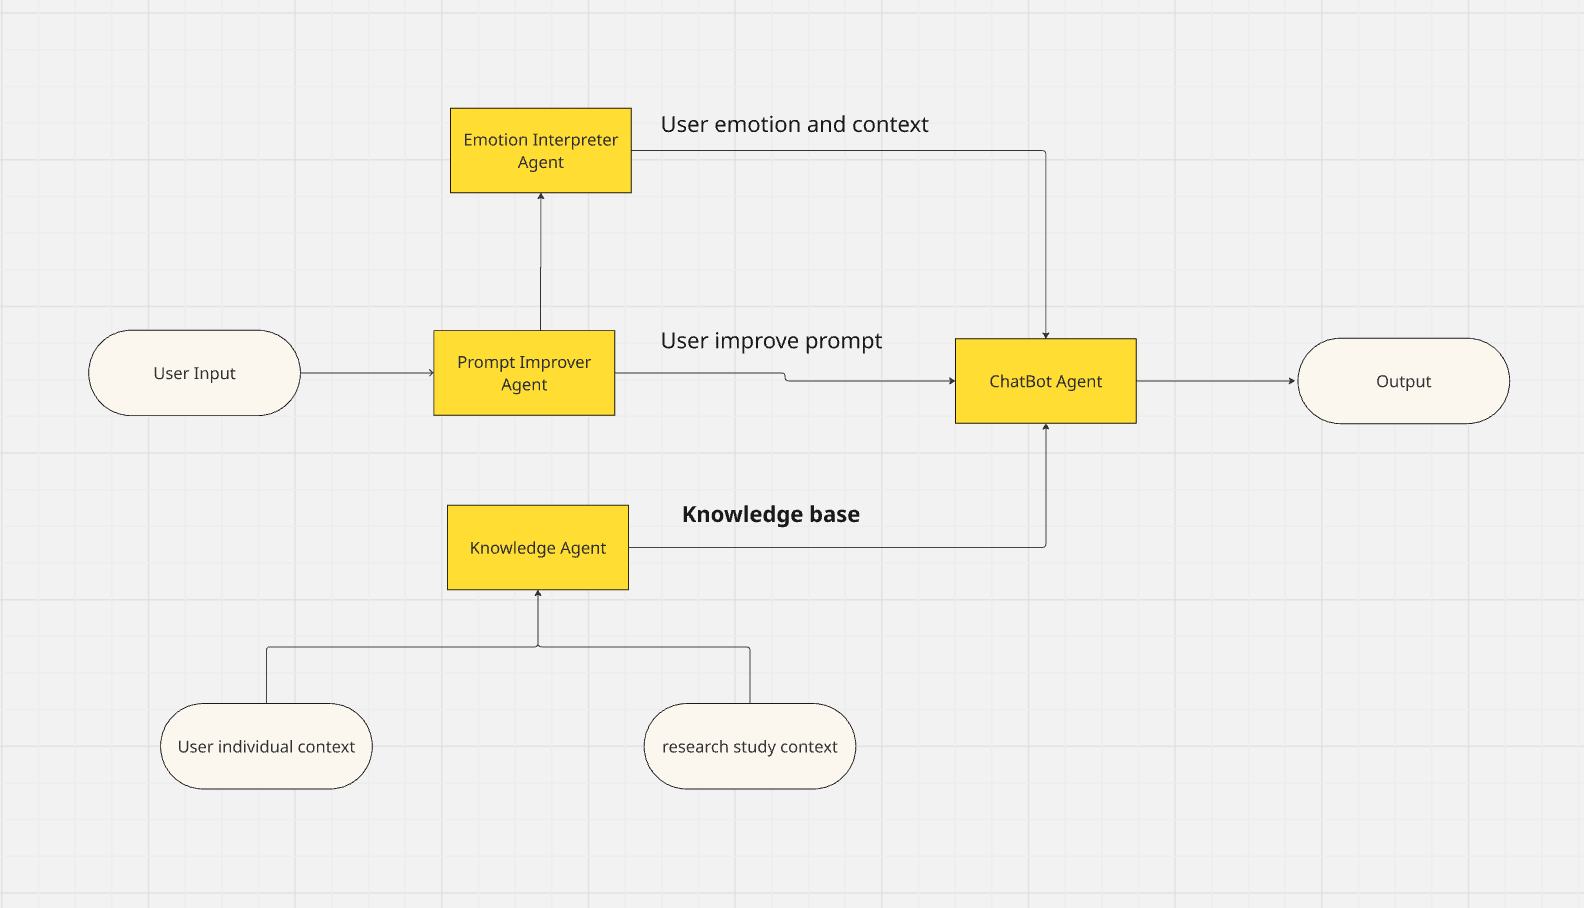 Emotion Interpreter
Agent
User emotion and context
User Input
Prompt Improver
Agent
User improve prompt
ChatBot Agent
Output
Knowledge Agent
Knowledge base
User individual context
research study context